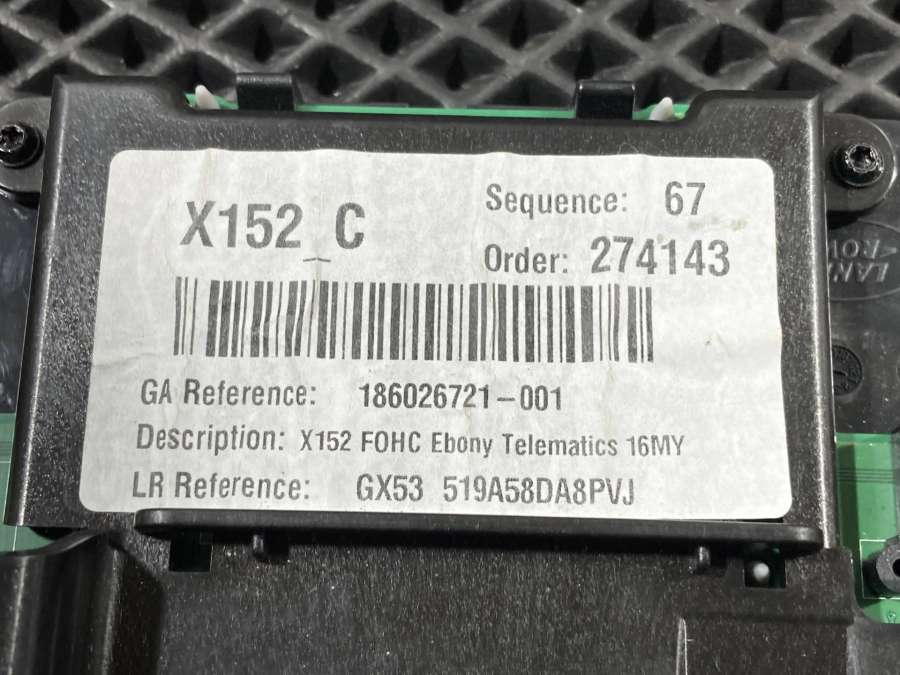 X152_C
Sequence: 67
Order: 274143
GA Reference: 186026721-001
Description: X152 FOHC Ebony Telematics 16MY
LR Reference: GX53 519A58DA8PVJ